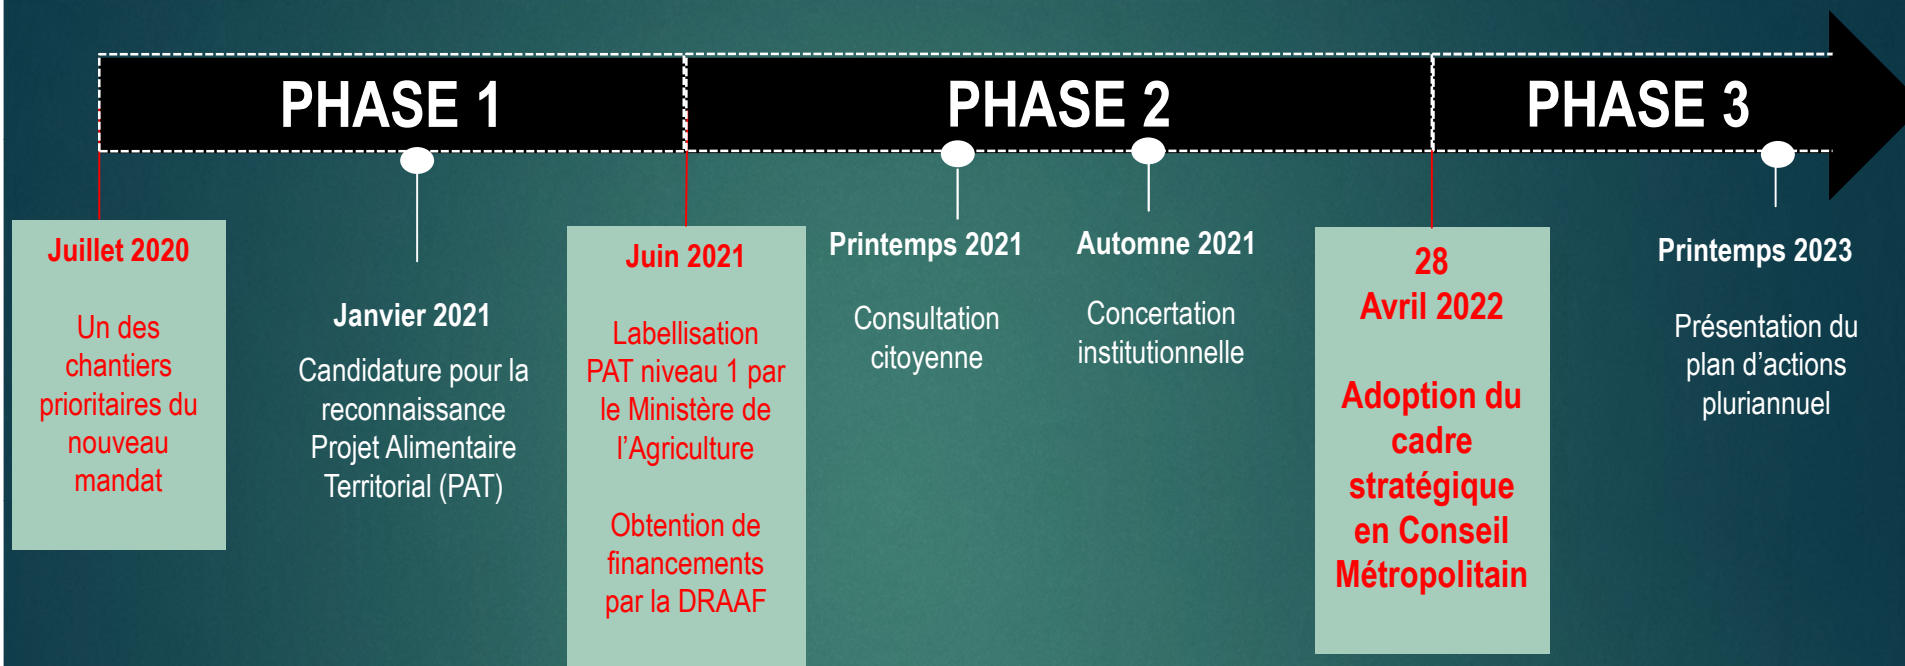 PHASE 1
PHASE 2
PHASE 3
Juillet 2020
Un des
chantiers
prioritaires du
nouveau
mandat
Janvier 2021
Candidature pour la
reconnaissance
Projet Alimentaire
Territorial (PAT)
Juin 2021
Labellisation
PAT niveau 1 par
le Ministère de
l’Agriculture
Obtention de
financements
par la DRAAF
Printemps 2021
Consultation
citoyenne
Automne 2021
Concertation
institutionnelle
28
Avril 2022
Adoption du
cadre
stratégique
en Conseil
Métropolitain
Printemps 2023
Présentation du
plan d’actions
pluriannuel